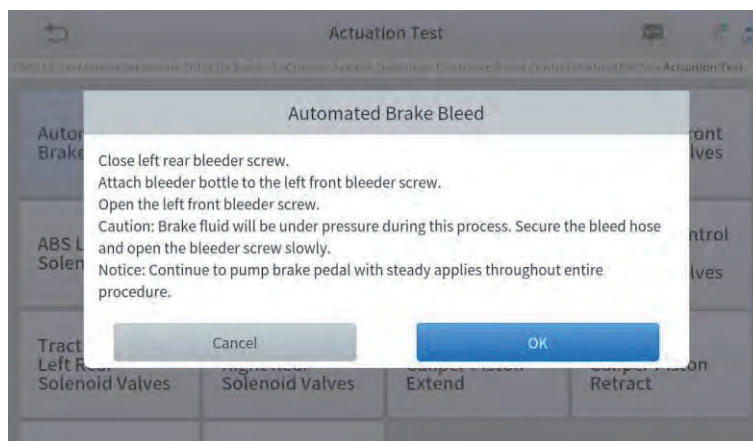 Actuation Test
Actuation Test
Automated Brake Bleed
Close left rear bleeder screw.
Attach bleeder bottle to the left front bleeder screw.
Open the left front bleeder screw.
Caution: Brake fluid will be under pressure during this process. Secure the bleed hose
and open the bleeder screw slowly.
Notice: Continue to pump brake pedal with steady applies throughout entire
procedure.
Cancel
OK
Solenoid Valves
Solenoid Valves
Extend
Retract